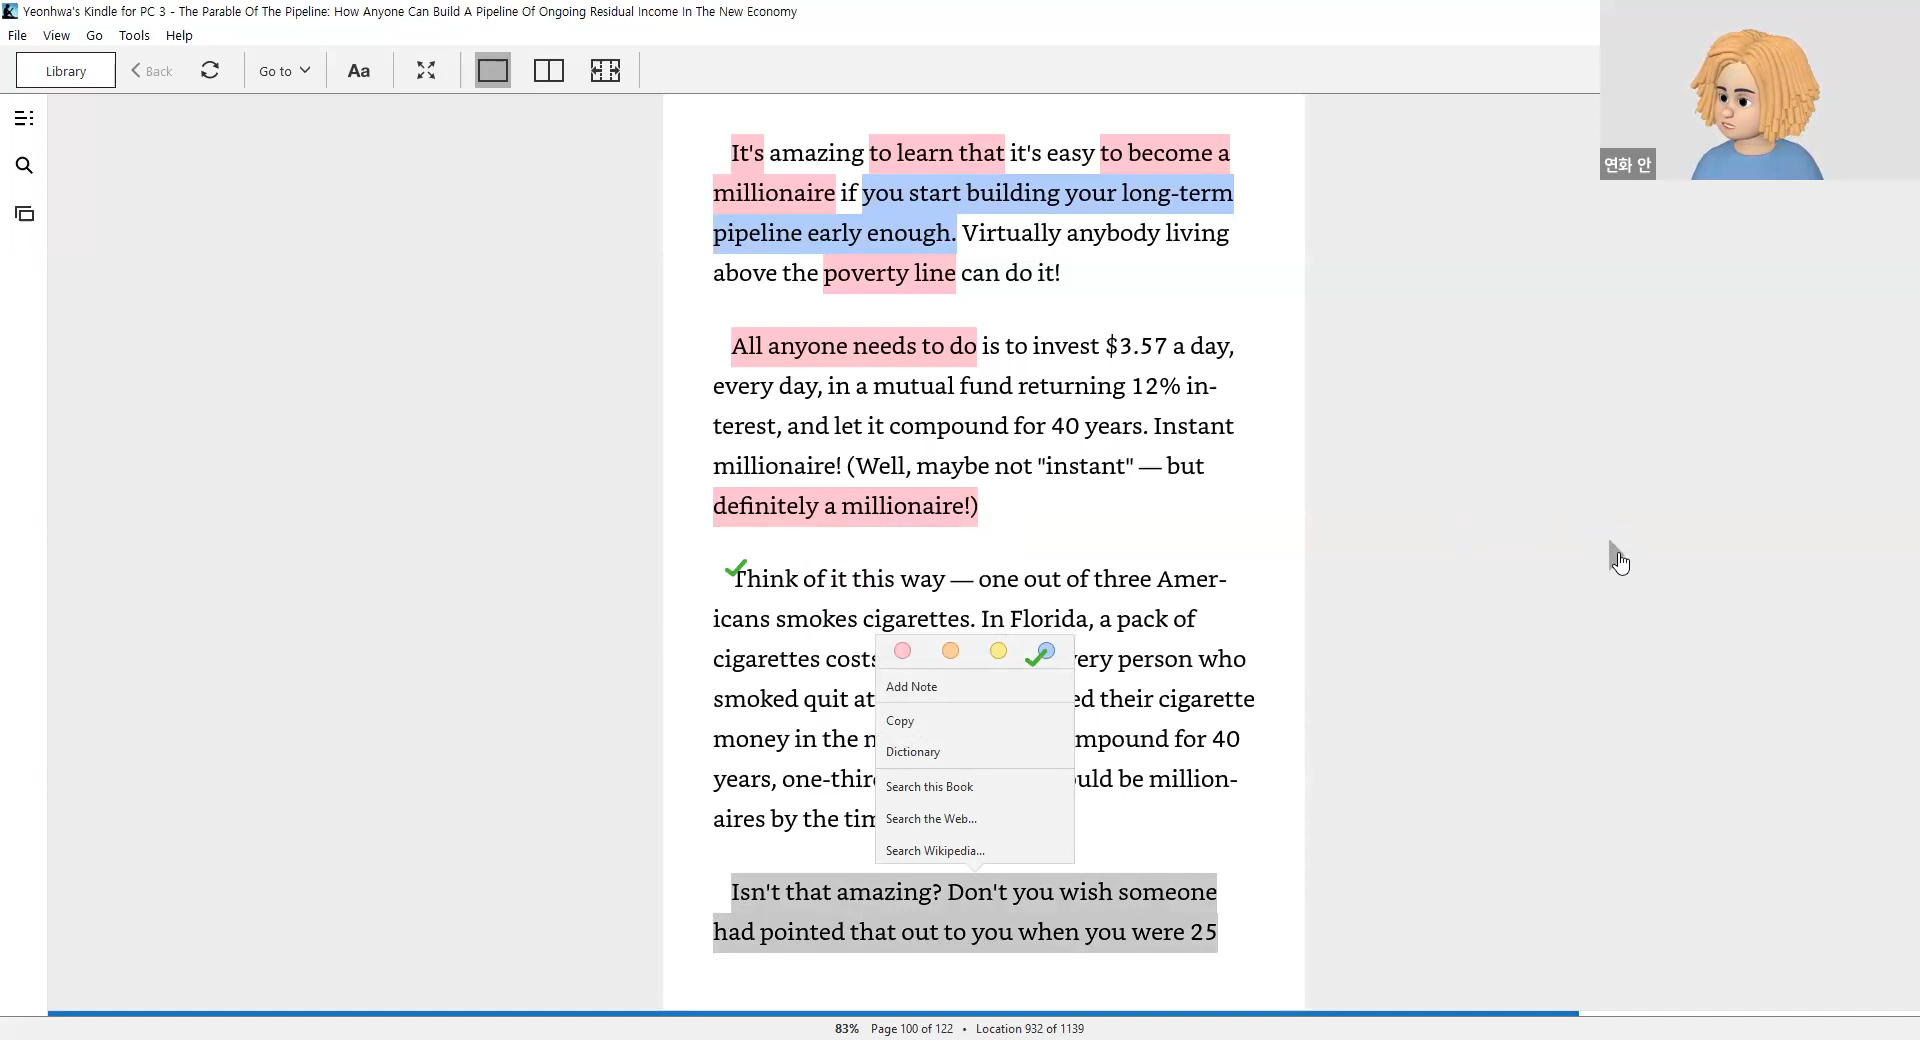 Yeonhwa's Kindle for PC 3 - The Parable Of The Pipeline: How Anyone Can Build A Pipeline Of Ongoing Residual Income In The New Economy
File View Go Tools Help
Library Back Go to Aa
연화 안
It's amazing to learn that it's easy to become a
millionaire if you start building your long-term
pipeline early enough. Virtually anybody living
above the poverty line can do it!
All anyone needs to do is to invest $3.57 a day,
every day, in a mutual fund returning 12% in-
terest, and let it compound for 40 years. Instant
millionaire! (Well, maybe not "instant" — but
definitely a millionaire!)
Think of it this way — one out of three Amer-
icans smokes cigarettes. In Florida, a pack of
cigarettes costs very person who
smoked quit at ed their cigarette
money in the mpound for 40
years, one-third uld be million-
aires by the tim
Add Note
Copy
Dictionary
Search this Book
Search the Web...
Search Wikipedia...
Isn't that amazing? Don't you wish someone
had pointed that out to you when you were 25
83% Page 100 of 122 • Location 932 of 1139